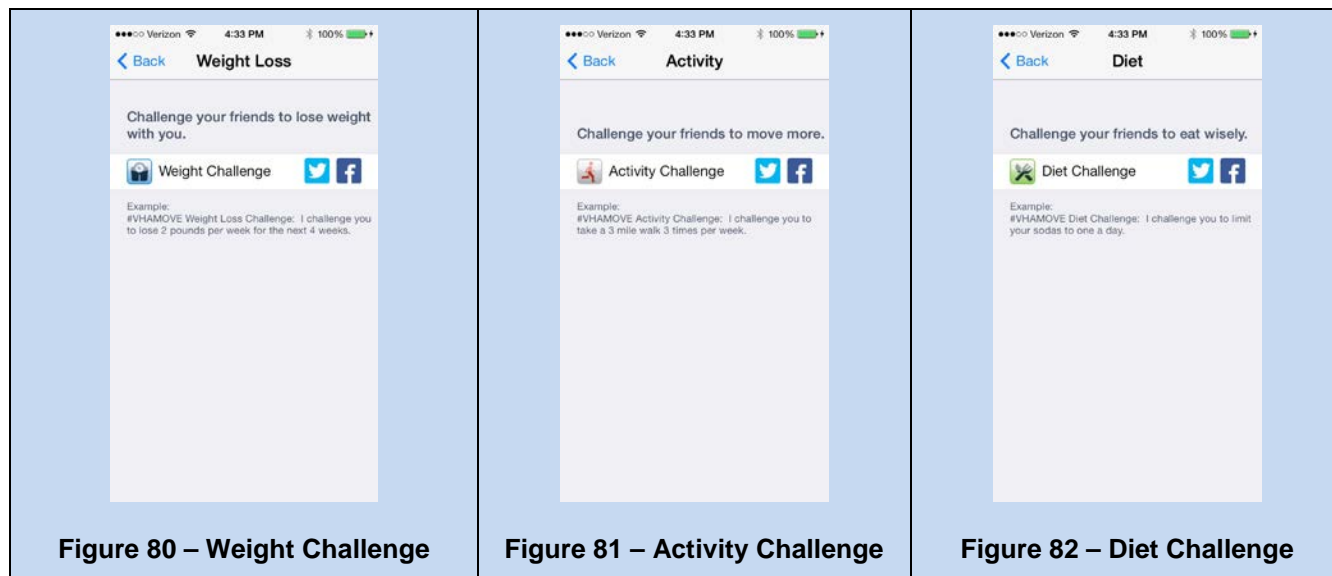 ●●●○○ Verizon 4:33 PM 100%
Back Weight Loss
Challenge your friends to lose weight
with you.
Weight Challenge
Example:
#VHAMOVE Weight Loss Challenge: I challenge you
to lose 2 pounds per week for the next 4 weeks.
Figure 80 – Weight Challenge
●●●○○ Verizon 4:33 PM 100%
Back Activity
Challenge your friends to move more.
Activity Challenge
Example:
#VHAMOVE Activity Challenge: I challenge you to
take a 3 mile walk 3 times per week.
Figure 81 – Activity Challenge
●●●○○ Verizon 4:33 PM 100%
Back Diet
Challenge your friends to eat wisely.
Diet Challenge
Example:
#VHAMOVE Diet Challenge: I challenge you to limit
your sodas to one a day.
Figure 82 – Diet Challenge